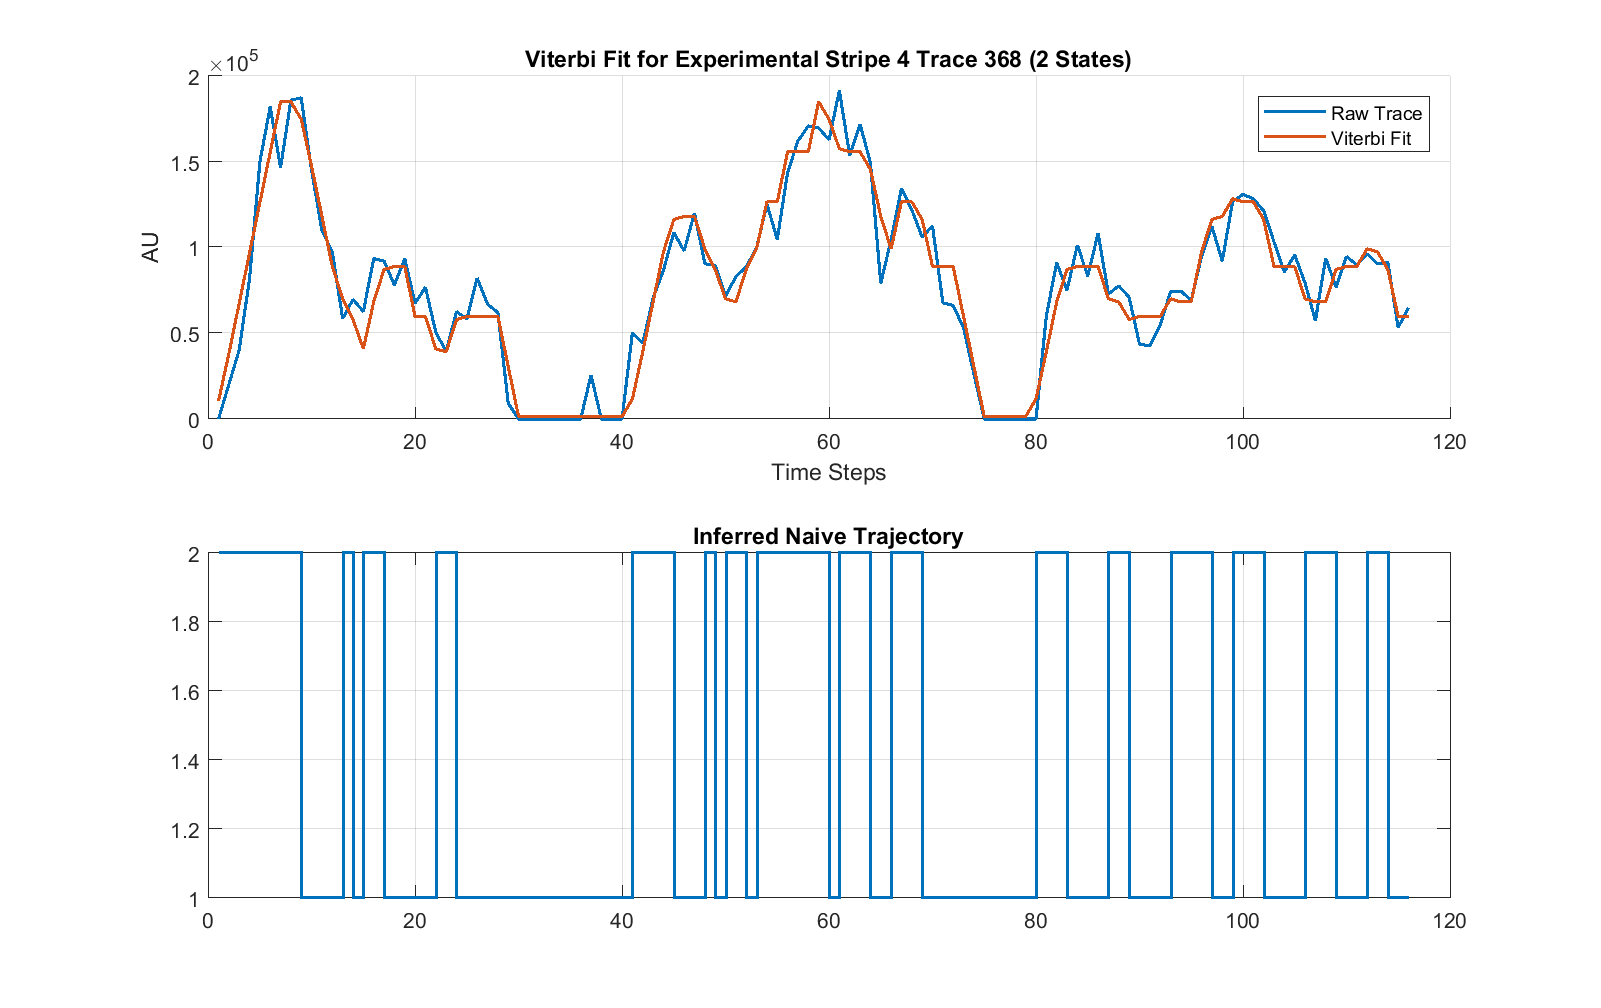 Viterbi Fit for Experimental Stripe 4 Trace 368 (2 States)
×10^5
2
1.5
1
0.5
0
AU
Raw Trace
Viterbi Fit
0 20 40 60 80 100 120
Time Steps
Inferred Naive Trajectory
2
1.8
1.6
1.4
1.2
1
0 20 40 60 80 100 120